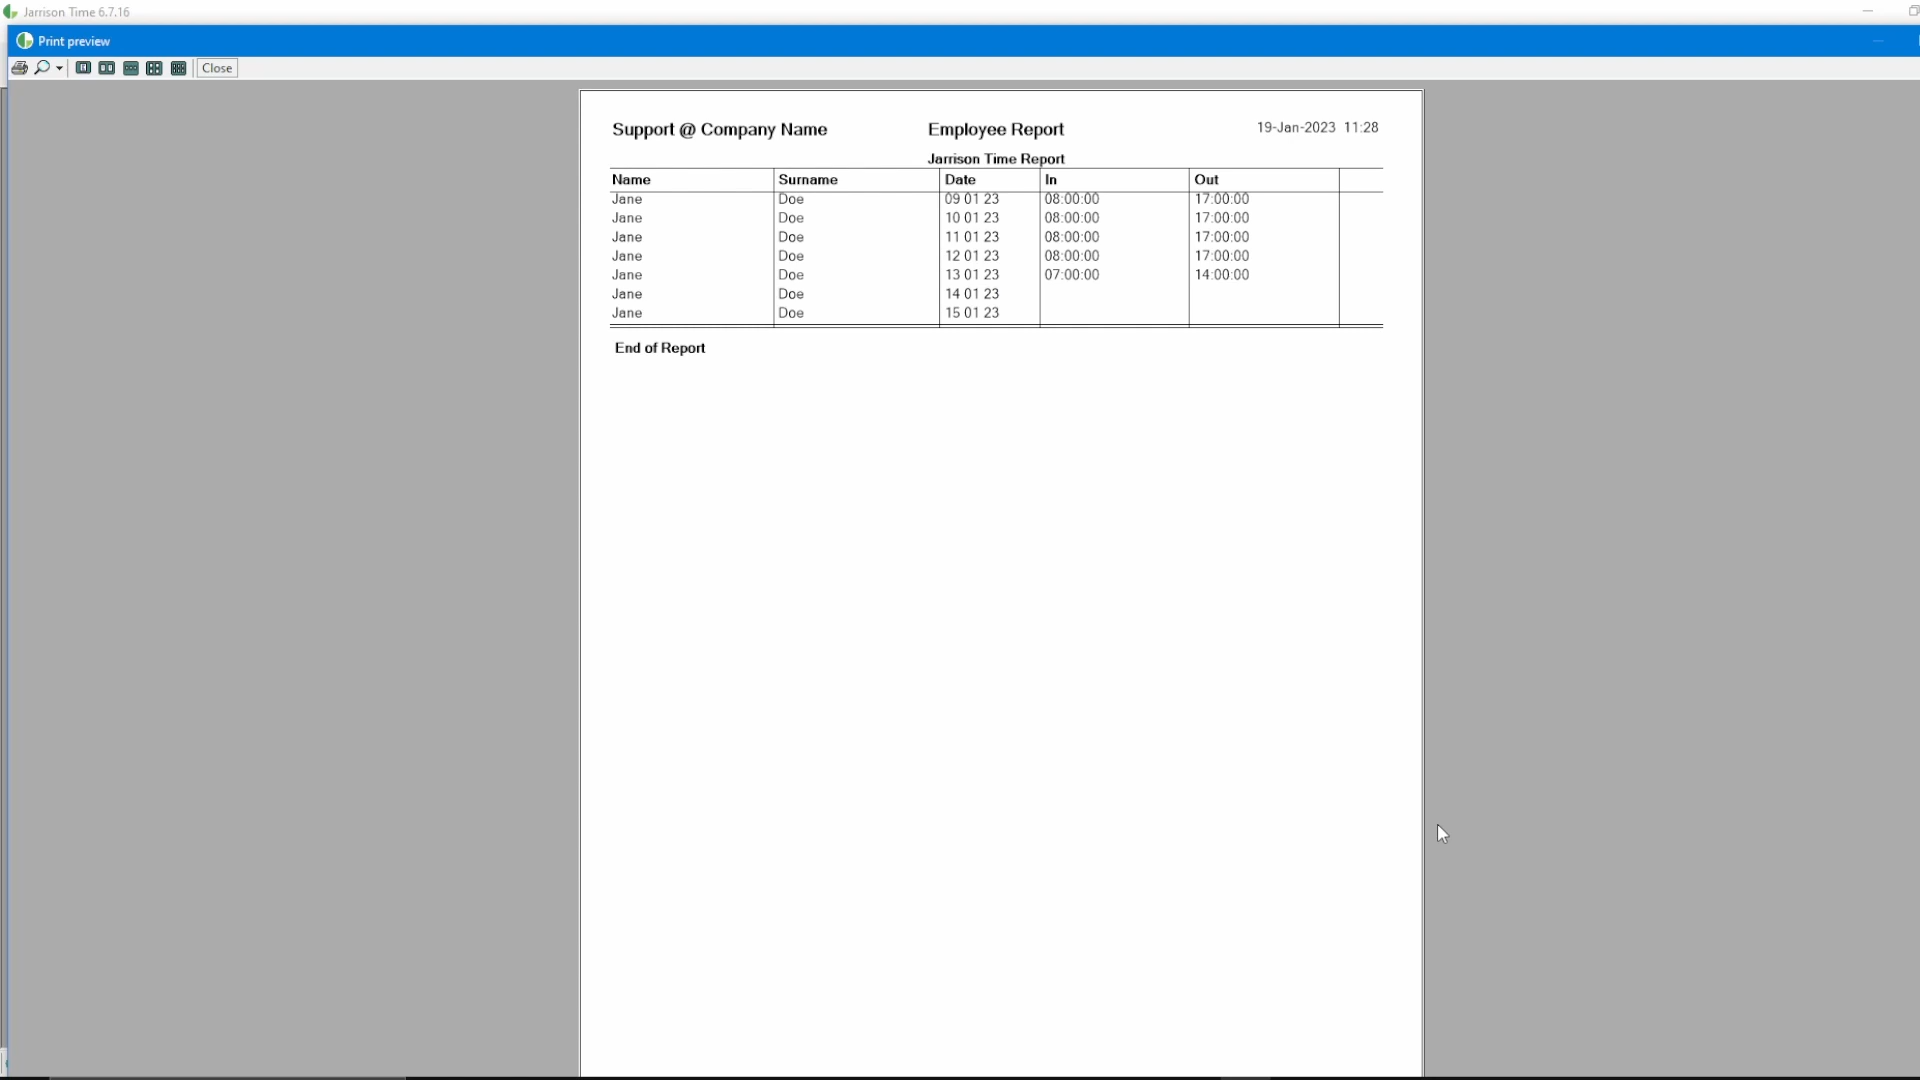 Jarrison Time 6.7.16
Print preview
Close
Support @ Company Name Employee Report 19-Jan-2023 11:28
Jarrison Time Report
Name Surname Date In Out
Jane Doe 09 01 23 08:00:00 17:00:00
Jane Doe 10 01 23 08:00:00 17:00:00
Jane Doe 11 01 23 08:00:00 17:00:00
Jane Doe 12 01 23 08:00:00 17:00:00
Jane Doe 13 01 23 07:00:00 14:00:00
Jane Doe 14 01 23
Jane Doe 15 01 23
End of Report